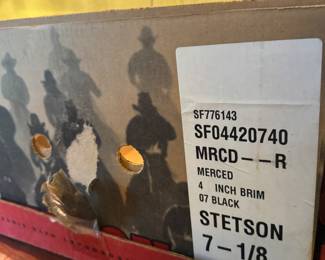 SF776143
SF04420740
MRCD--R
MERCED
4 INCH BRIM
07 BLACK
STETSON
7-1/8